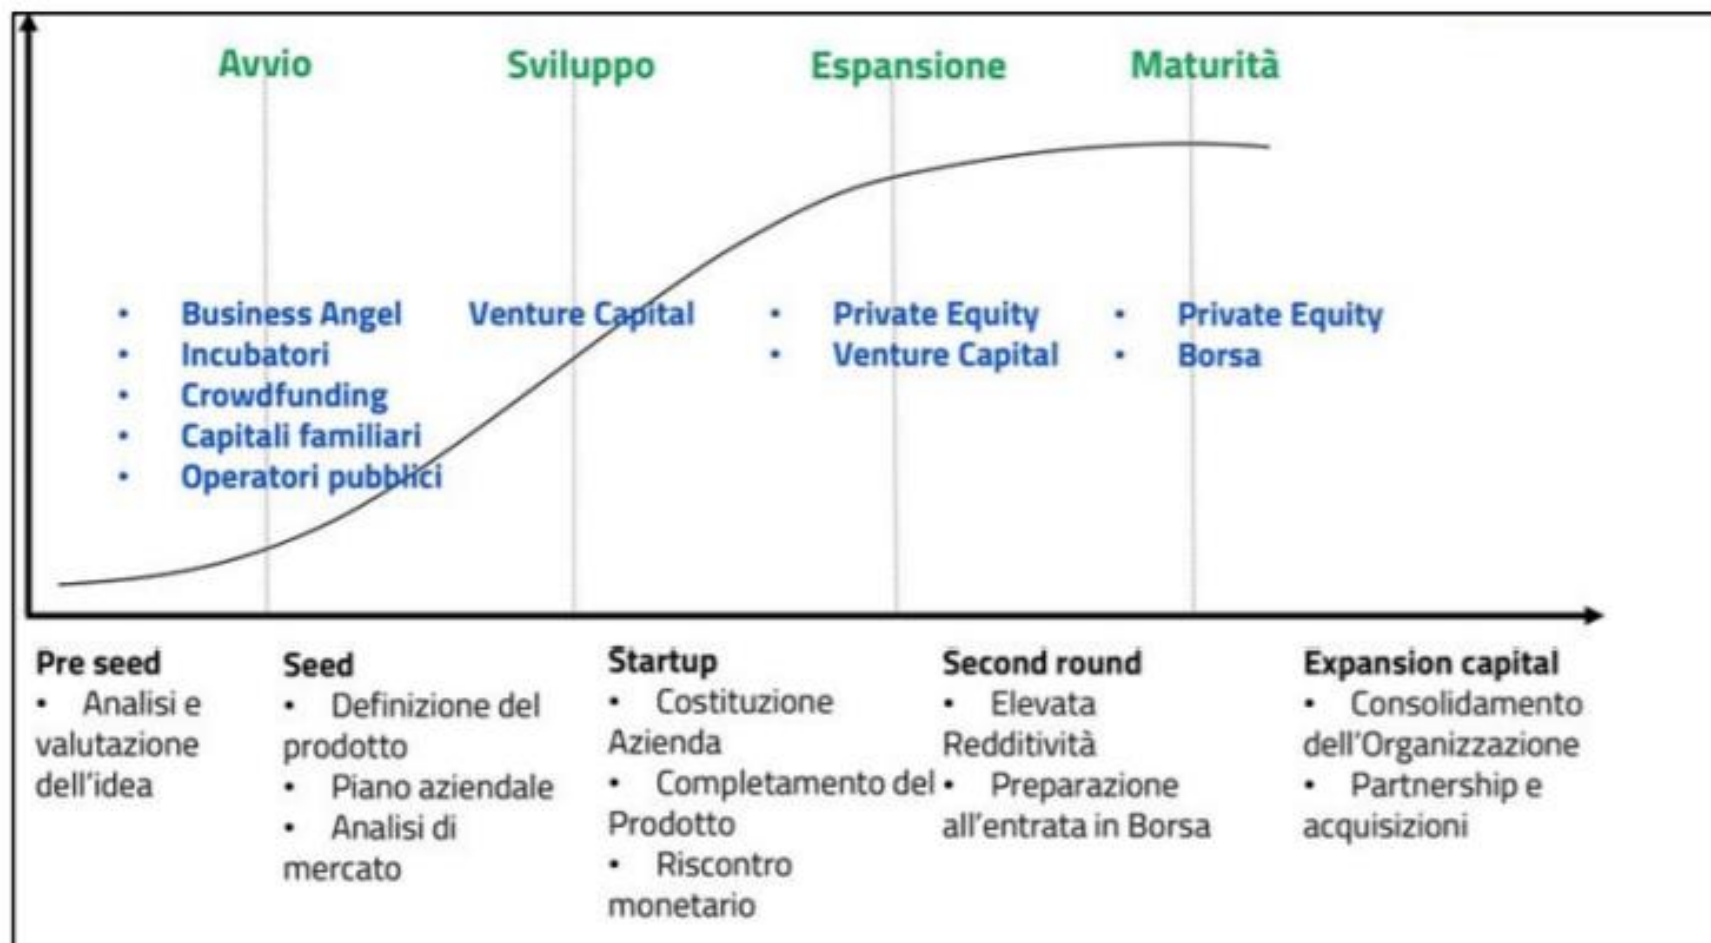 Avvio
Sviluppo
Espansione
Maturità
• Business Angel
• Incubatori
• Crowdfunding
• Capitali familiari
• Operatori pubblici
Venture Capital
• Private Equity
• Venture Capital
• Private Equity
• Borsa
Pre seed
• Analisi e
valutazione
dell'idea
Seed
• Definizione del
prodotto
• Piano aziendale
• Analisi di
mercato
Startup
• Costituzione
Azienda
• Completamento del
Prodotto
• Riscontro
monetario
Second round
• Elevata
Redditività
• Preparazione
all'entrata in Borsa
Expansion capital
• Consolidamento
dell'Organizzazione
• Partnership e
acquisizioni